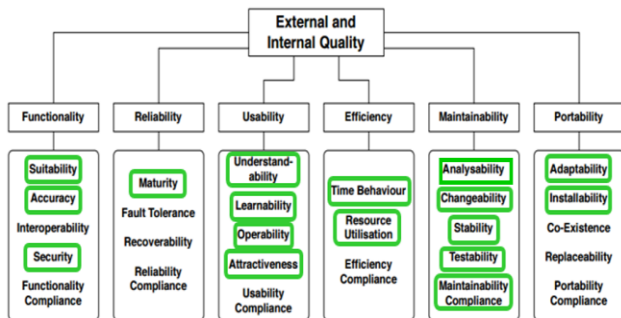 External and
Internal Quality
Functionality
Reliability
Usability
Efficiency
Maintainability
Portability
Suitability
Accuracy
Interoperability
Security
Functionality
Compliance
Maturity
Fault Tolerance
Recoverability
Reliability
Compliance
Understand-
ability
Learnability
Operability
Attractiveness
Usability
Compliance
Time Behaviour
Resource
Utilisation
Efficiency
Compliance
Analysability
Changeability
Stability
Testability
Maintainability
Compliance
Adaptability
Installability
Co-Existence
Replaceability
Portability
Compliance